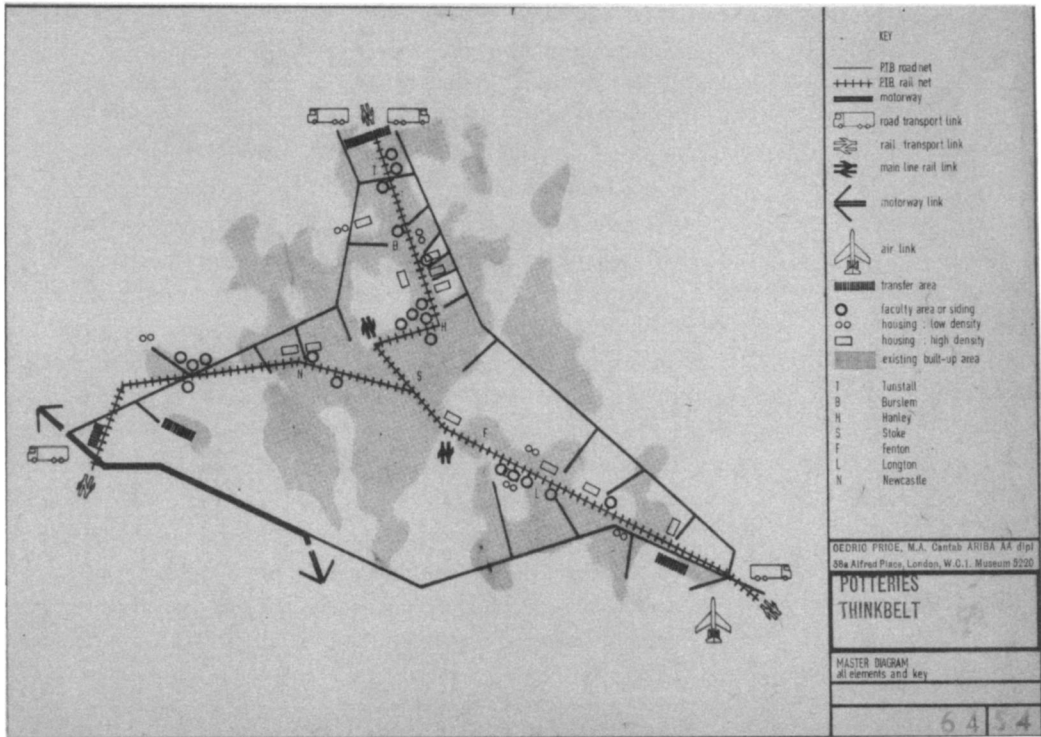 T
B
H
N
S
F
L
KEY
PTB road net
PTB rail net
motorway
road transport link
rail transport link
main line rail link
motorway link
air link
transfer area
faculty area or siding
housing : low density
housing : high density
existing built-up area
T Tunstall
B Burslem
H Hanley
S Stoke
F Fenton
L Longton
N Newcastle
CEDRIC PRICE, M.A. Cantab ARIBA AA dipl
38a Alfred Place, London, W.C.1. Museum 5220
POTTERIES
THINKBELT
MASTER DIAGRAM
all elements and key
64 54